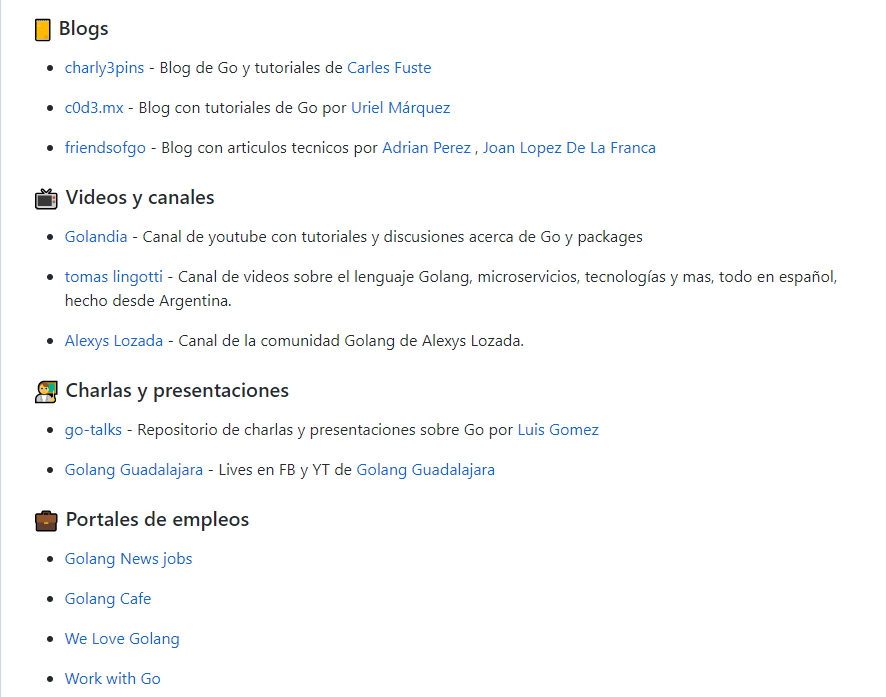 Blogs
charly3pins - Blog de Go y tutoriales de Carles Fuste
c0d3.mx - Blog con tutoriales de Go por Uriel Márquez
friendsofgo - Blog con articulos tecnicos por Adrian Perez , Joan Lopez De La Franca
Videos y canales
Golandia - Canal de youtube con tutoriales y discusiones acerca de Go y packages
tomas lingotti - Canal de videos sobre el lenguaje Golang, microservicios, tecnologías y mas, todo en español,
hecho desde Argentina.
Alexys Lozada - Canal de la comunidad Golang de Alexys Lozada.
Charlas y presentaciones
go-talks - Repositorio de charlas y presentaciones sobre Go por Luis Gomez
Golang Guadalajara - Lives en FB y YT de Golang Guadalajara
Portales de empleos
Golang News jobs
Golang Cafe
We Love Golang
Work with Go